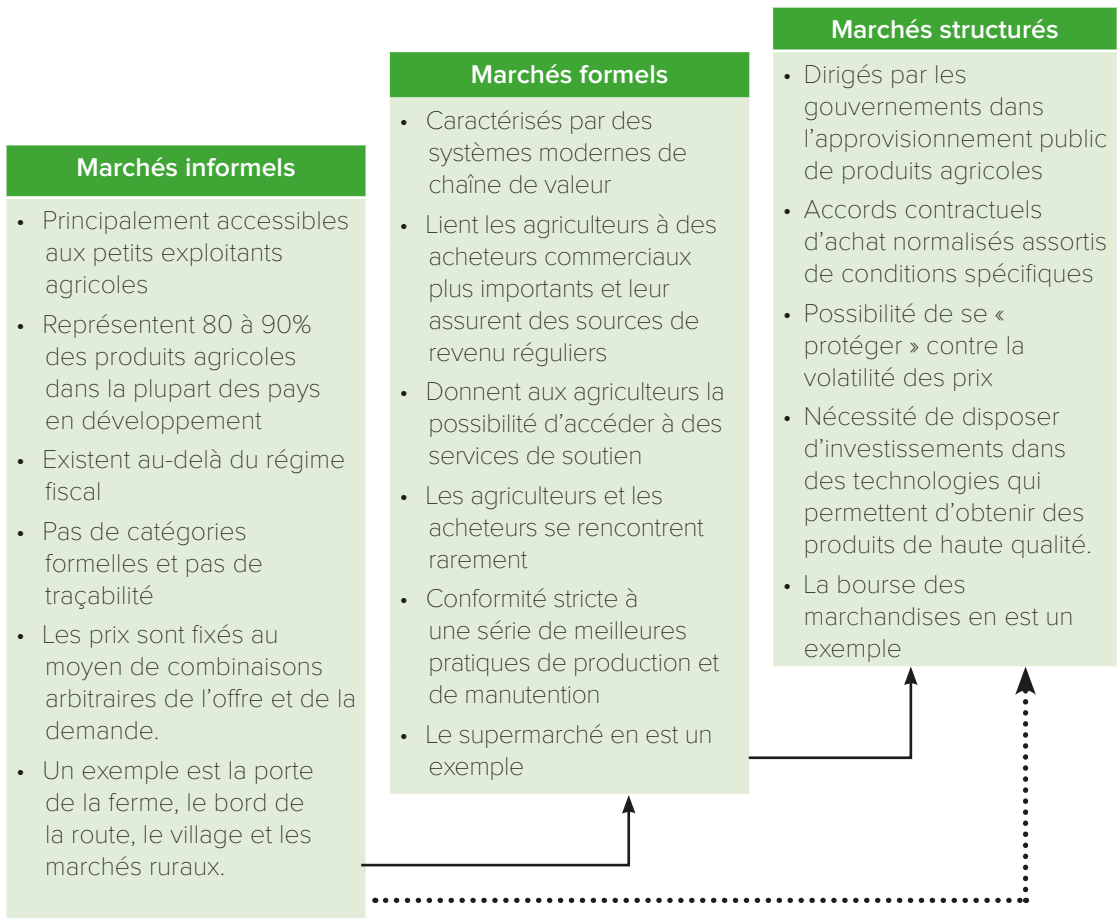 Marchés informels
• Principalement accessibles
aux petits exploitants
agricoles
• Représentent 80 à 90%
des produits agricoles
dans la plupart des pays
en développement
• Existent au-delà du régime
fiscal
• Pas de catégories
formelles et pas de
traçabilité
• Les prix sont fixés au
moyen de combinaisons
arbitraires de l’offre et de la
demande.
• Un exemple est la porte
de la ferme, le bord de
la route, le village et les
marchés ruraux.
Marchés formels
• Caractérisés par des
systèmes modernes de
chaîne de valeur
• Lient les agriculteurs à des
acheteurs commerciaux
plus importants et leur
assurent des sources de
revenu réguliers
• Donnent aux agriculteurs la
possibilité d’accéder à des
services de soutien
• Les agriculteurs et les
acheteurs se rencontrent
rarement
• Conformité stricte à
une série de meilleures
pratiques de production et
de manutention
• Le supermarché en est un
exemple
Marchés structurés
• Dirigés par les
gouvernements dans
l’approvisionnement public
de produits agricoles
• Accords contractuels
d’achat normalisés assortis
de conditions spécifiques
• Possibilité de se «
protéger » contre la
volatilité des prix
• Nécessité de disposer
d’investissements dans
des technologies qui
permettent d’obtenir des
produits de haute qualité.
• La bourse des
marchandises en est un
exemple